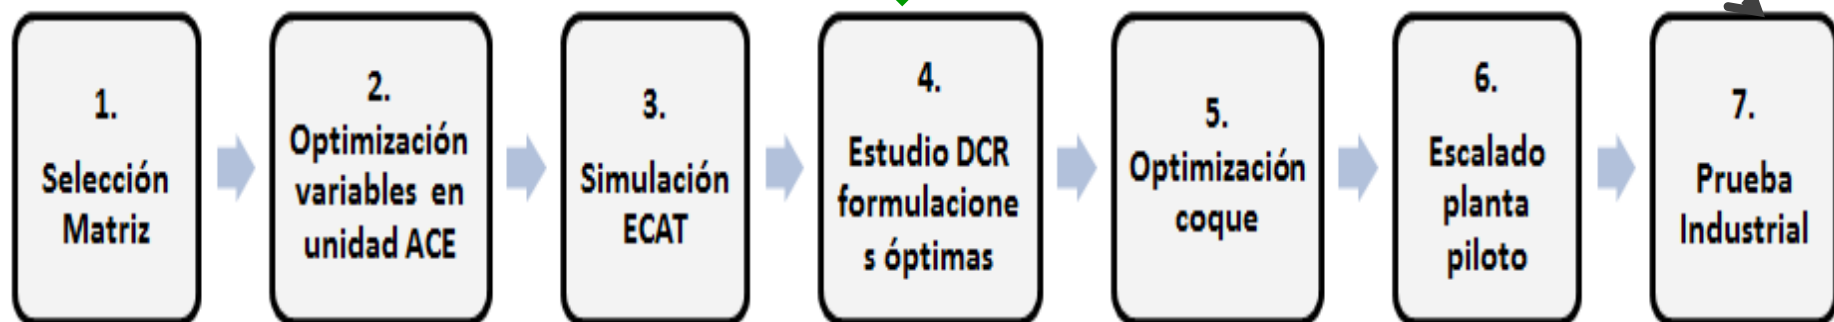 1.
Selección
Matriz
2.
Optimización
variables en
unidad ACE
3.
Simulación
ECAT
4.
Estudio DCR
formulacione
s óptimas
5.
Optimización
coque
6.
Escalado
planta
piloto
7.
Prueba
Industrial